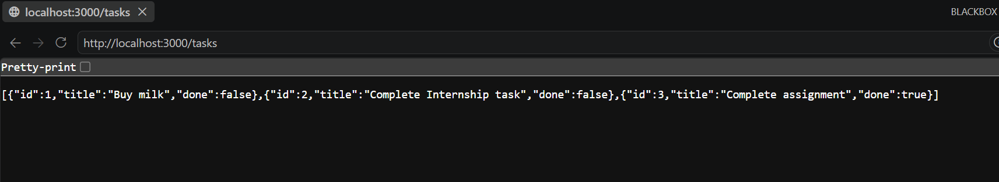 localhost:3000/tasks
BLACKBOX
http://localhost:3000/tasks
Pretty-print
[{"id":1,"title":"Buy milk","done":false},{"id":2,"title":"Complete Internship task","done":false},{"id":3,"title":"Complete assignment","done":true}]